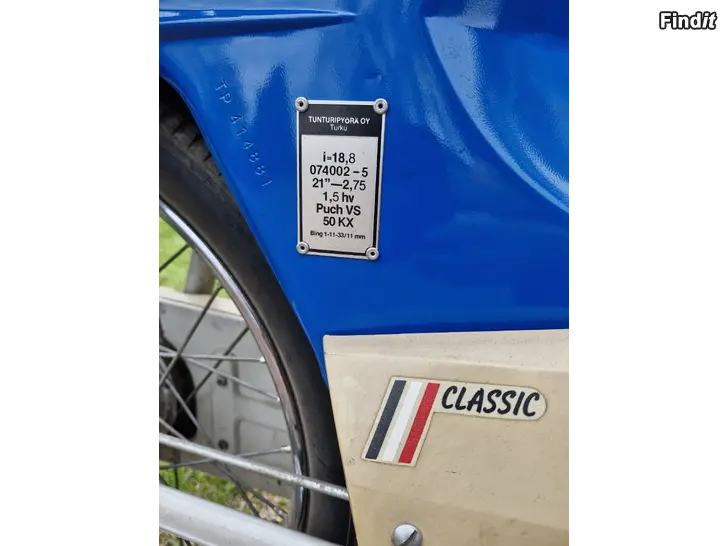 Findit
TP 414881
TUNTURIPYÖRÄ OY
Turku
i=18,8
074002-5
21"—2,75
1,5 hv
Puch VS
50 KX
Bing 1-11-33/11 mm
CLASSIC